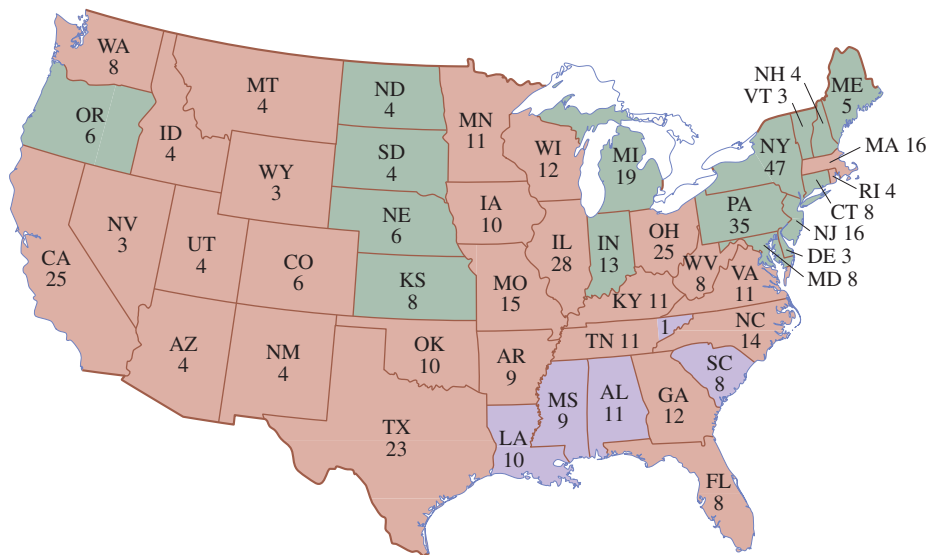 WA
8
OR
6
ID
4
MT
4
ND
4
MN
11
SD
4
WY
3
NE
6
IA
10
WI
12
MI
19
NH 4
VT 3
ME
5
NY
47
MA 16
RI 4
CT 8
NJ 16
DE 3
MD 8
PA
35
CA
25
NV
3
UT
4
CO
6
KS
8
MO
15
IL
28
IN
13
OH
25
WV
8
VA
11
KY 11
AZ
4
NM
4
OK
10
AR
9
TN 11
1
NC
14
SC
8
TX
23
LA
10
MS
9
AL
11
GA
12
FL
8